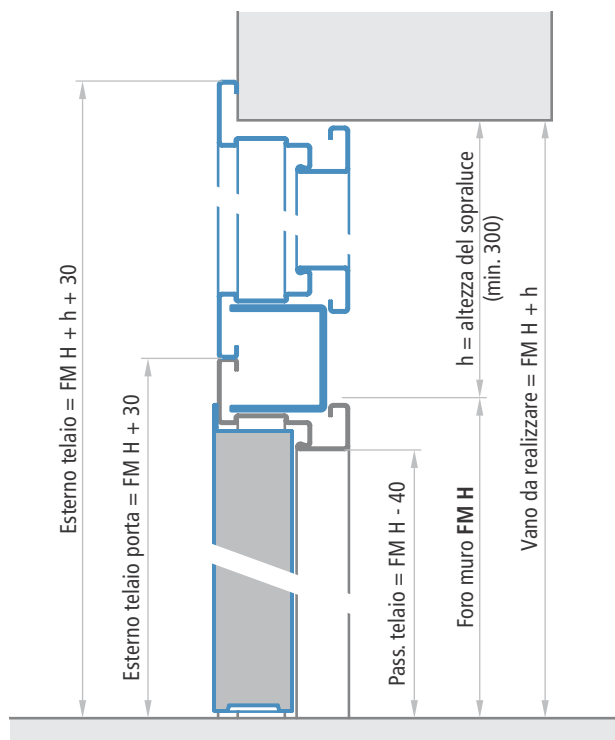 Esterno telaio = FM H + h + 30
Esterno telaio porta = FM H + 30
Pass. telaio = FM H - 40
Foro muro FM H
h = altezza del sopraluce
(min. 300)
Vano da realizzare = FM H + h